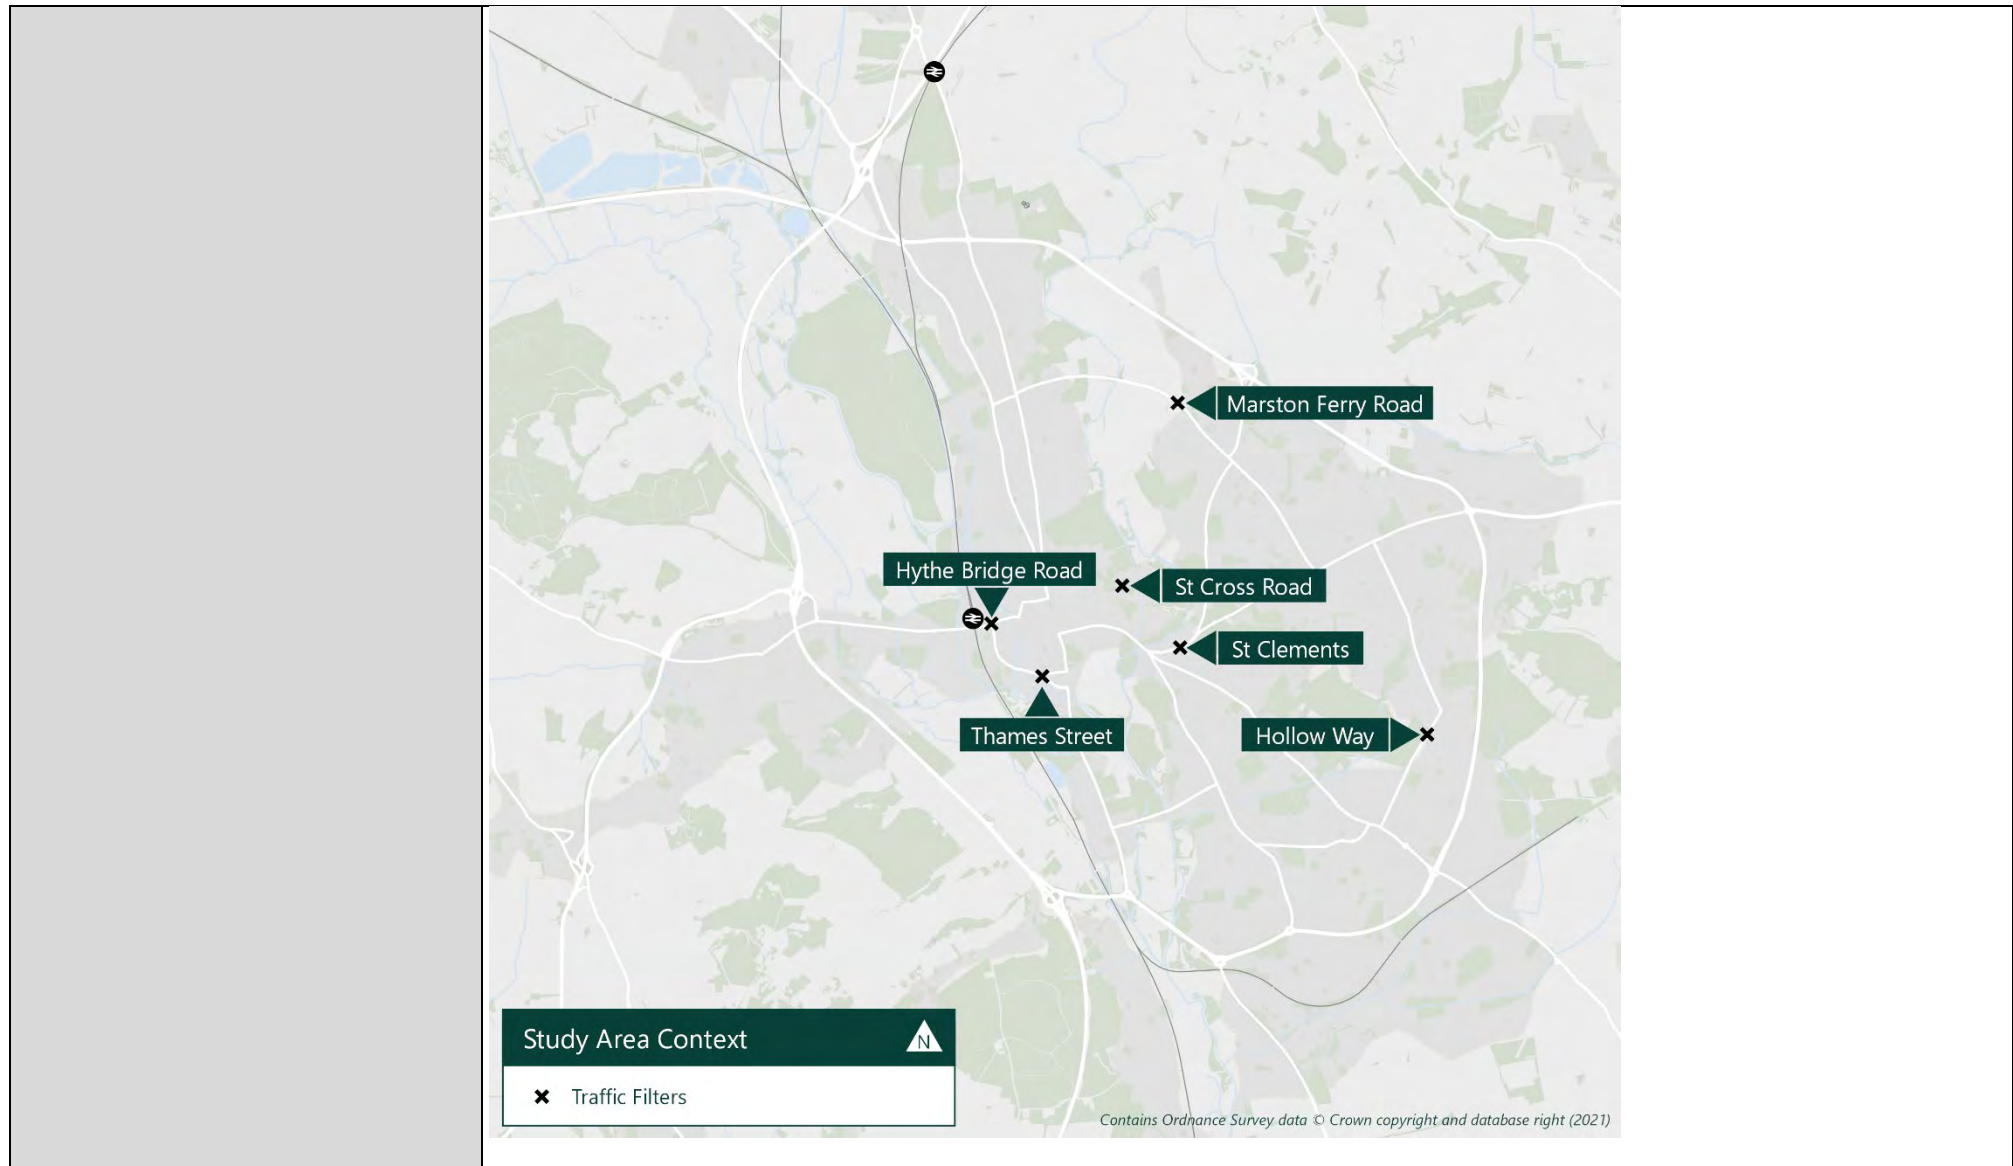 Marston Ferry Road
Hythe Bridge Road
St Cross Road
St Clements
Thames Street
Hollow Way
Study Area Context
N
Traffic Filters
Contains Ordnance Survey data © Crown copyright and database right (2021)